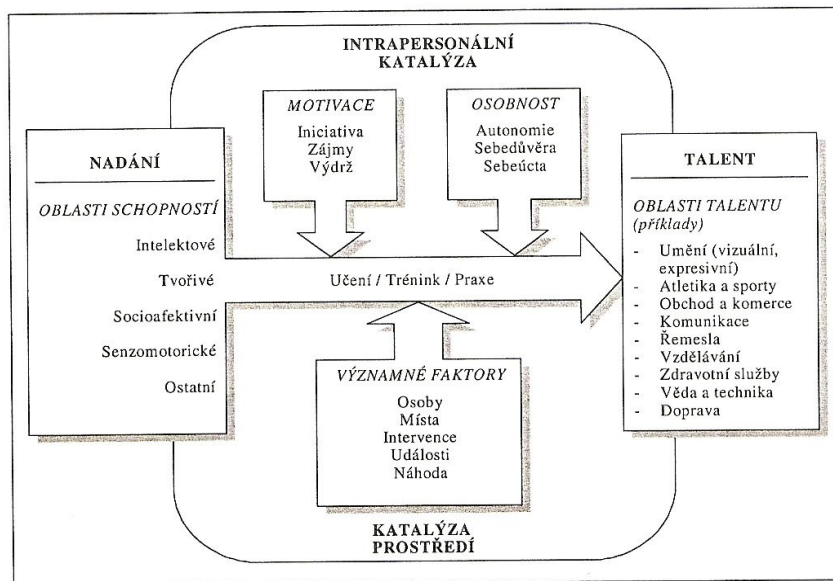 INTRAPERSONÁLNÍ
KATALÝZA
MOTIVACE
Iniciativa
Zájmy
Výdrž
OSOBNOST
Autonomie
Sebedůvěra
Sebeúcta
NADÁNÍ
OBLASTI SCHOPNOSTÍ
Intelektové
Tvořivé
Socioafektivní
Senzomotorické
Ostatní
Učení / Trénink / Praxe
TALENT
OBLASTI TALENTU
(příklady)
- Umění (vizuální,
expresivní)
- Atletika a sporty
- Obchod a komerce
- Komunikace
- Řemesla
- Vzdělávání
- Zdravotní služby
- Věda a technika
- Doprava
VÝZNAMNÉ FAKTORY
Osoby
Místa
Intervence
Události
Náhoda
KATALÝZA
PROSTŘEDÍ